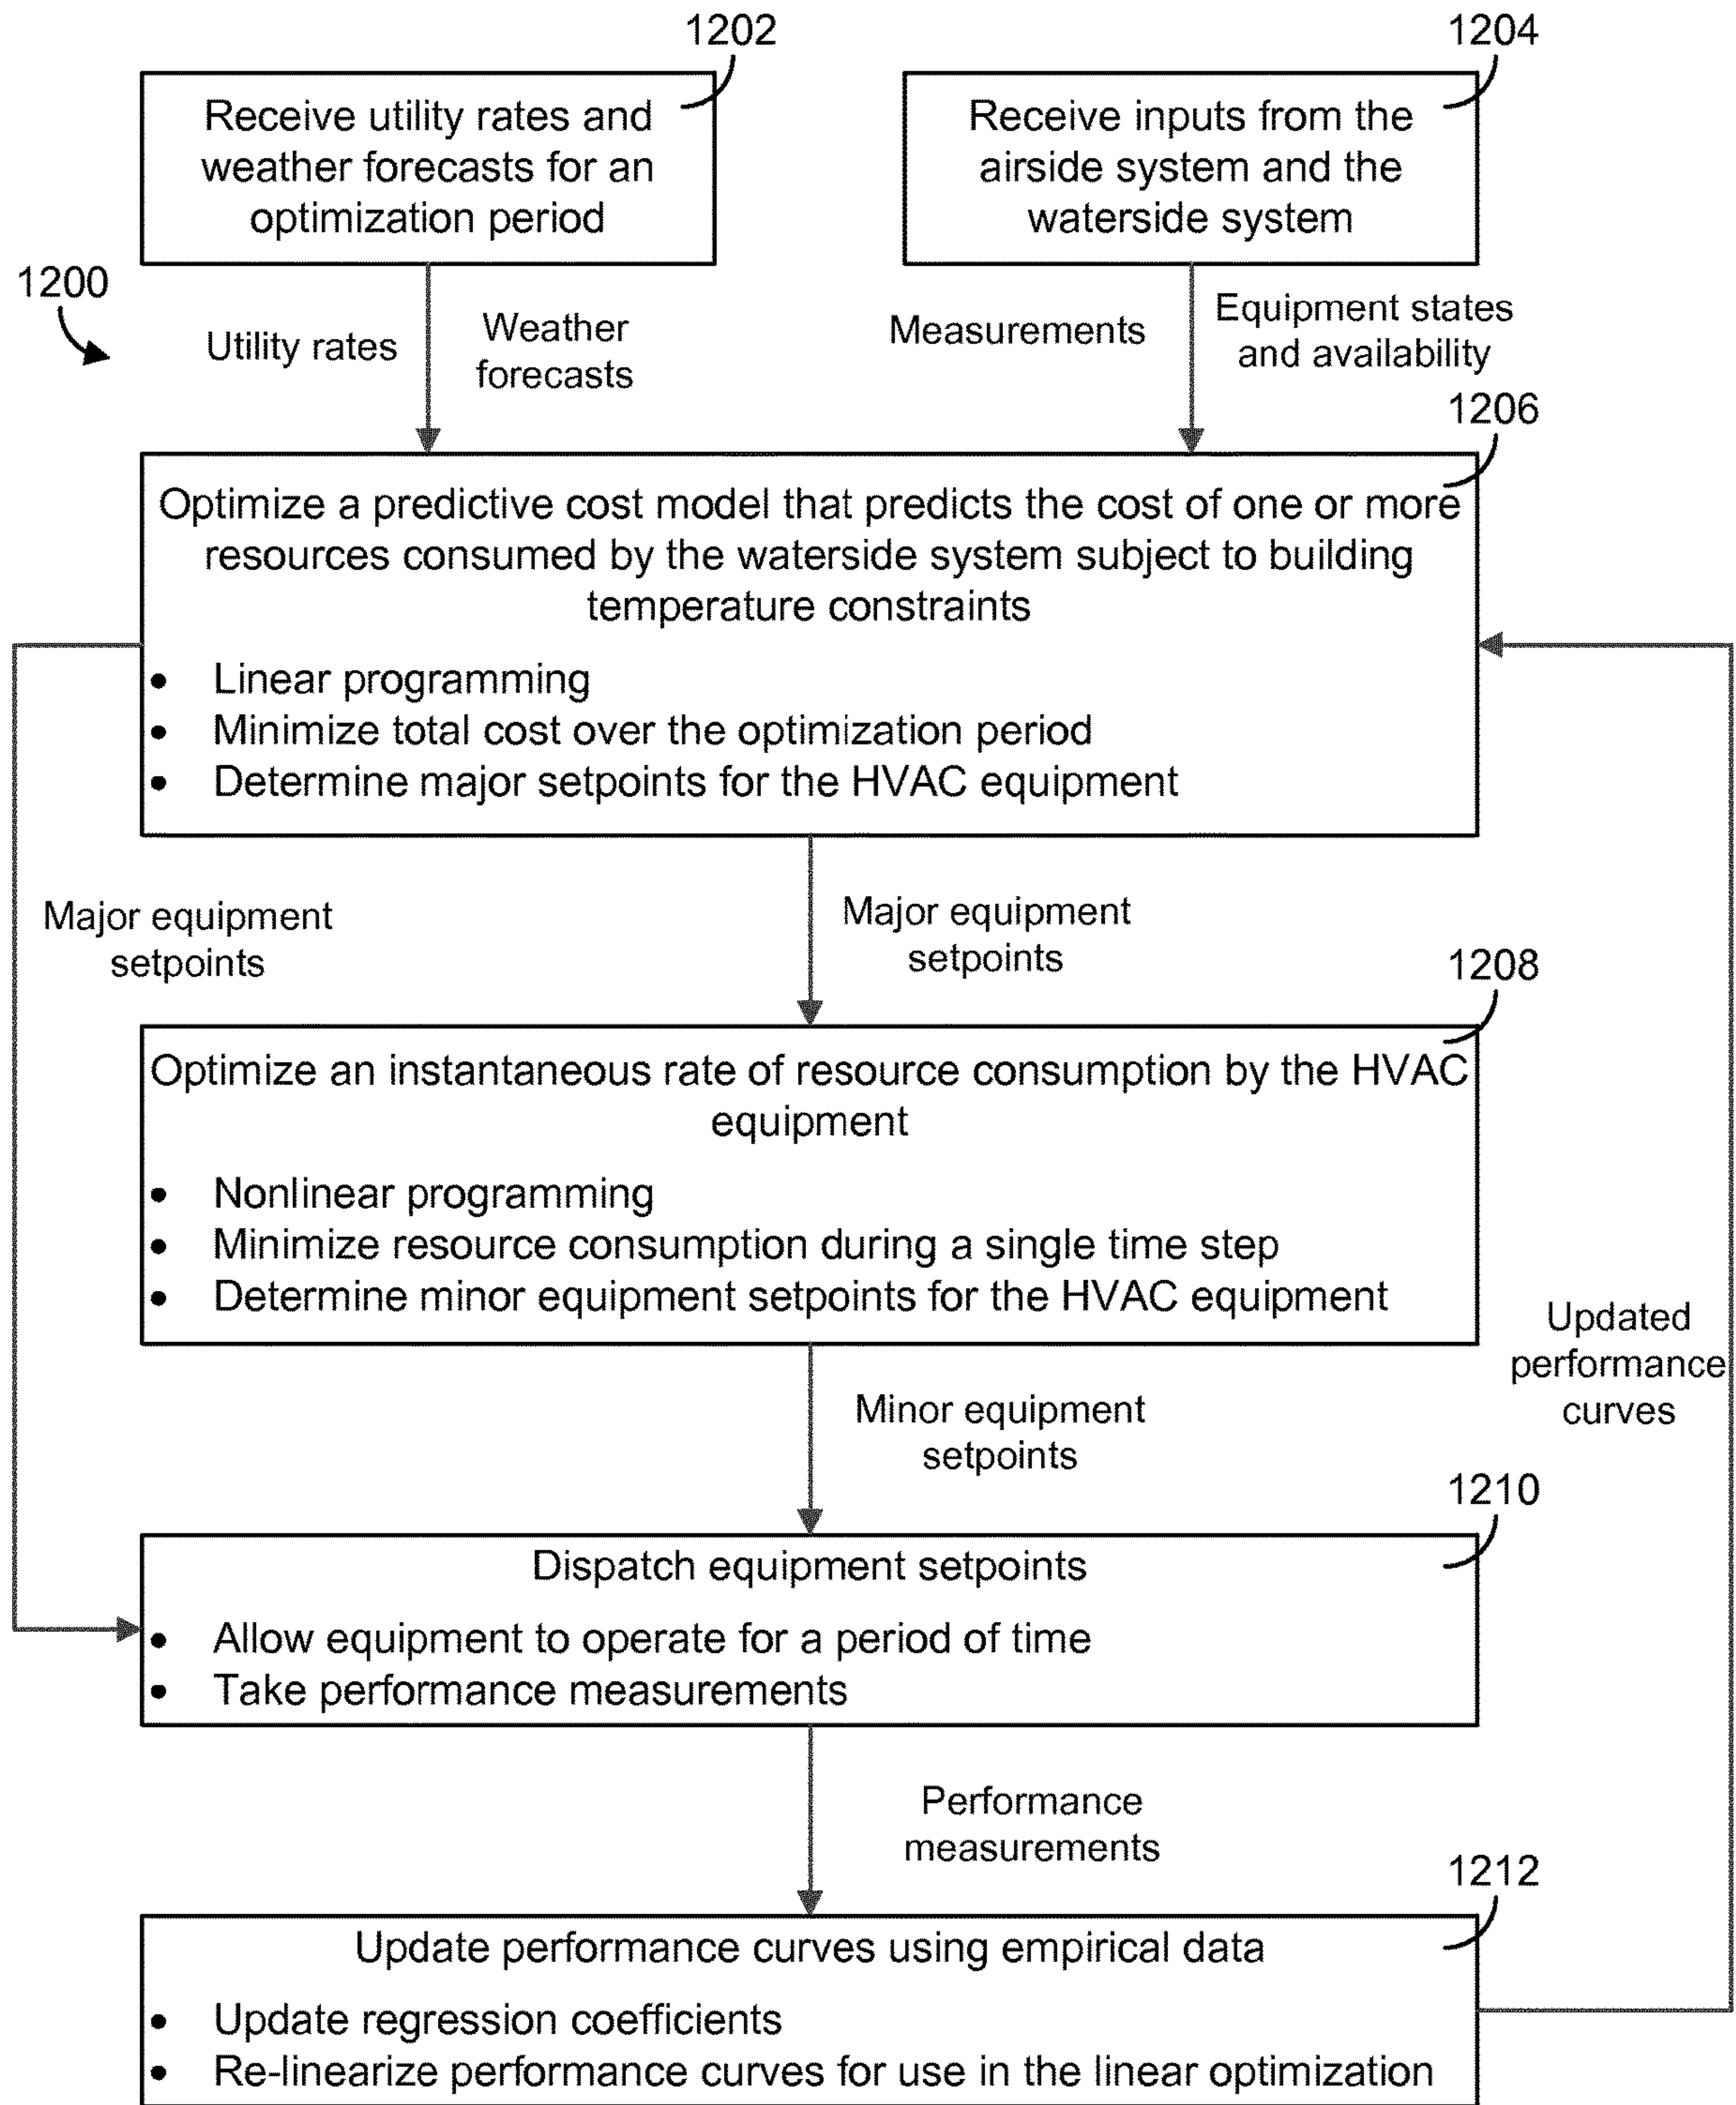 1202
1204
Receive utility rates and
weather forecasts for an
optimization period
Receive inputs from the
airside system and the
waterside system
1200
Utility rates
Weather
forecasts
Measurements
Equipment states
and availability
1206
Optimize a predictive cost model that predicts the cost of one or more
resources consumed by the waterside system subject to building
temperature constraints
• Linear programming
• Minimize total cost over the optimization period
• Determine major setpoints for the HVAC equipment
Major equipment
setpoints
Major equipment
setpoints
1208
Optimize an instantaneous rate of resource consumption by the HVAC
equipment
• Nonlinear programming
• Minimize resource consumption during a single time step
• Determine minor equipment setpoints for the HVAC equipment
Updated
performance
curves
Minor equipment
setpoints
1210
Dispatch equipment setpoints
• Allow equipment to operate for a period of time
• Take performance measurements
Performance
measurements
1212
Update performance curves using empirical data
• Update regression coefficients
• Re-linearize performance curves for use in the linear optimization